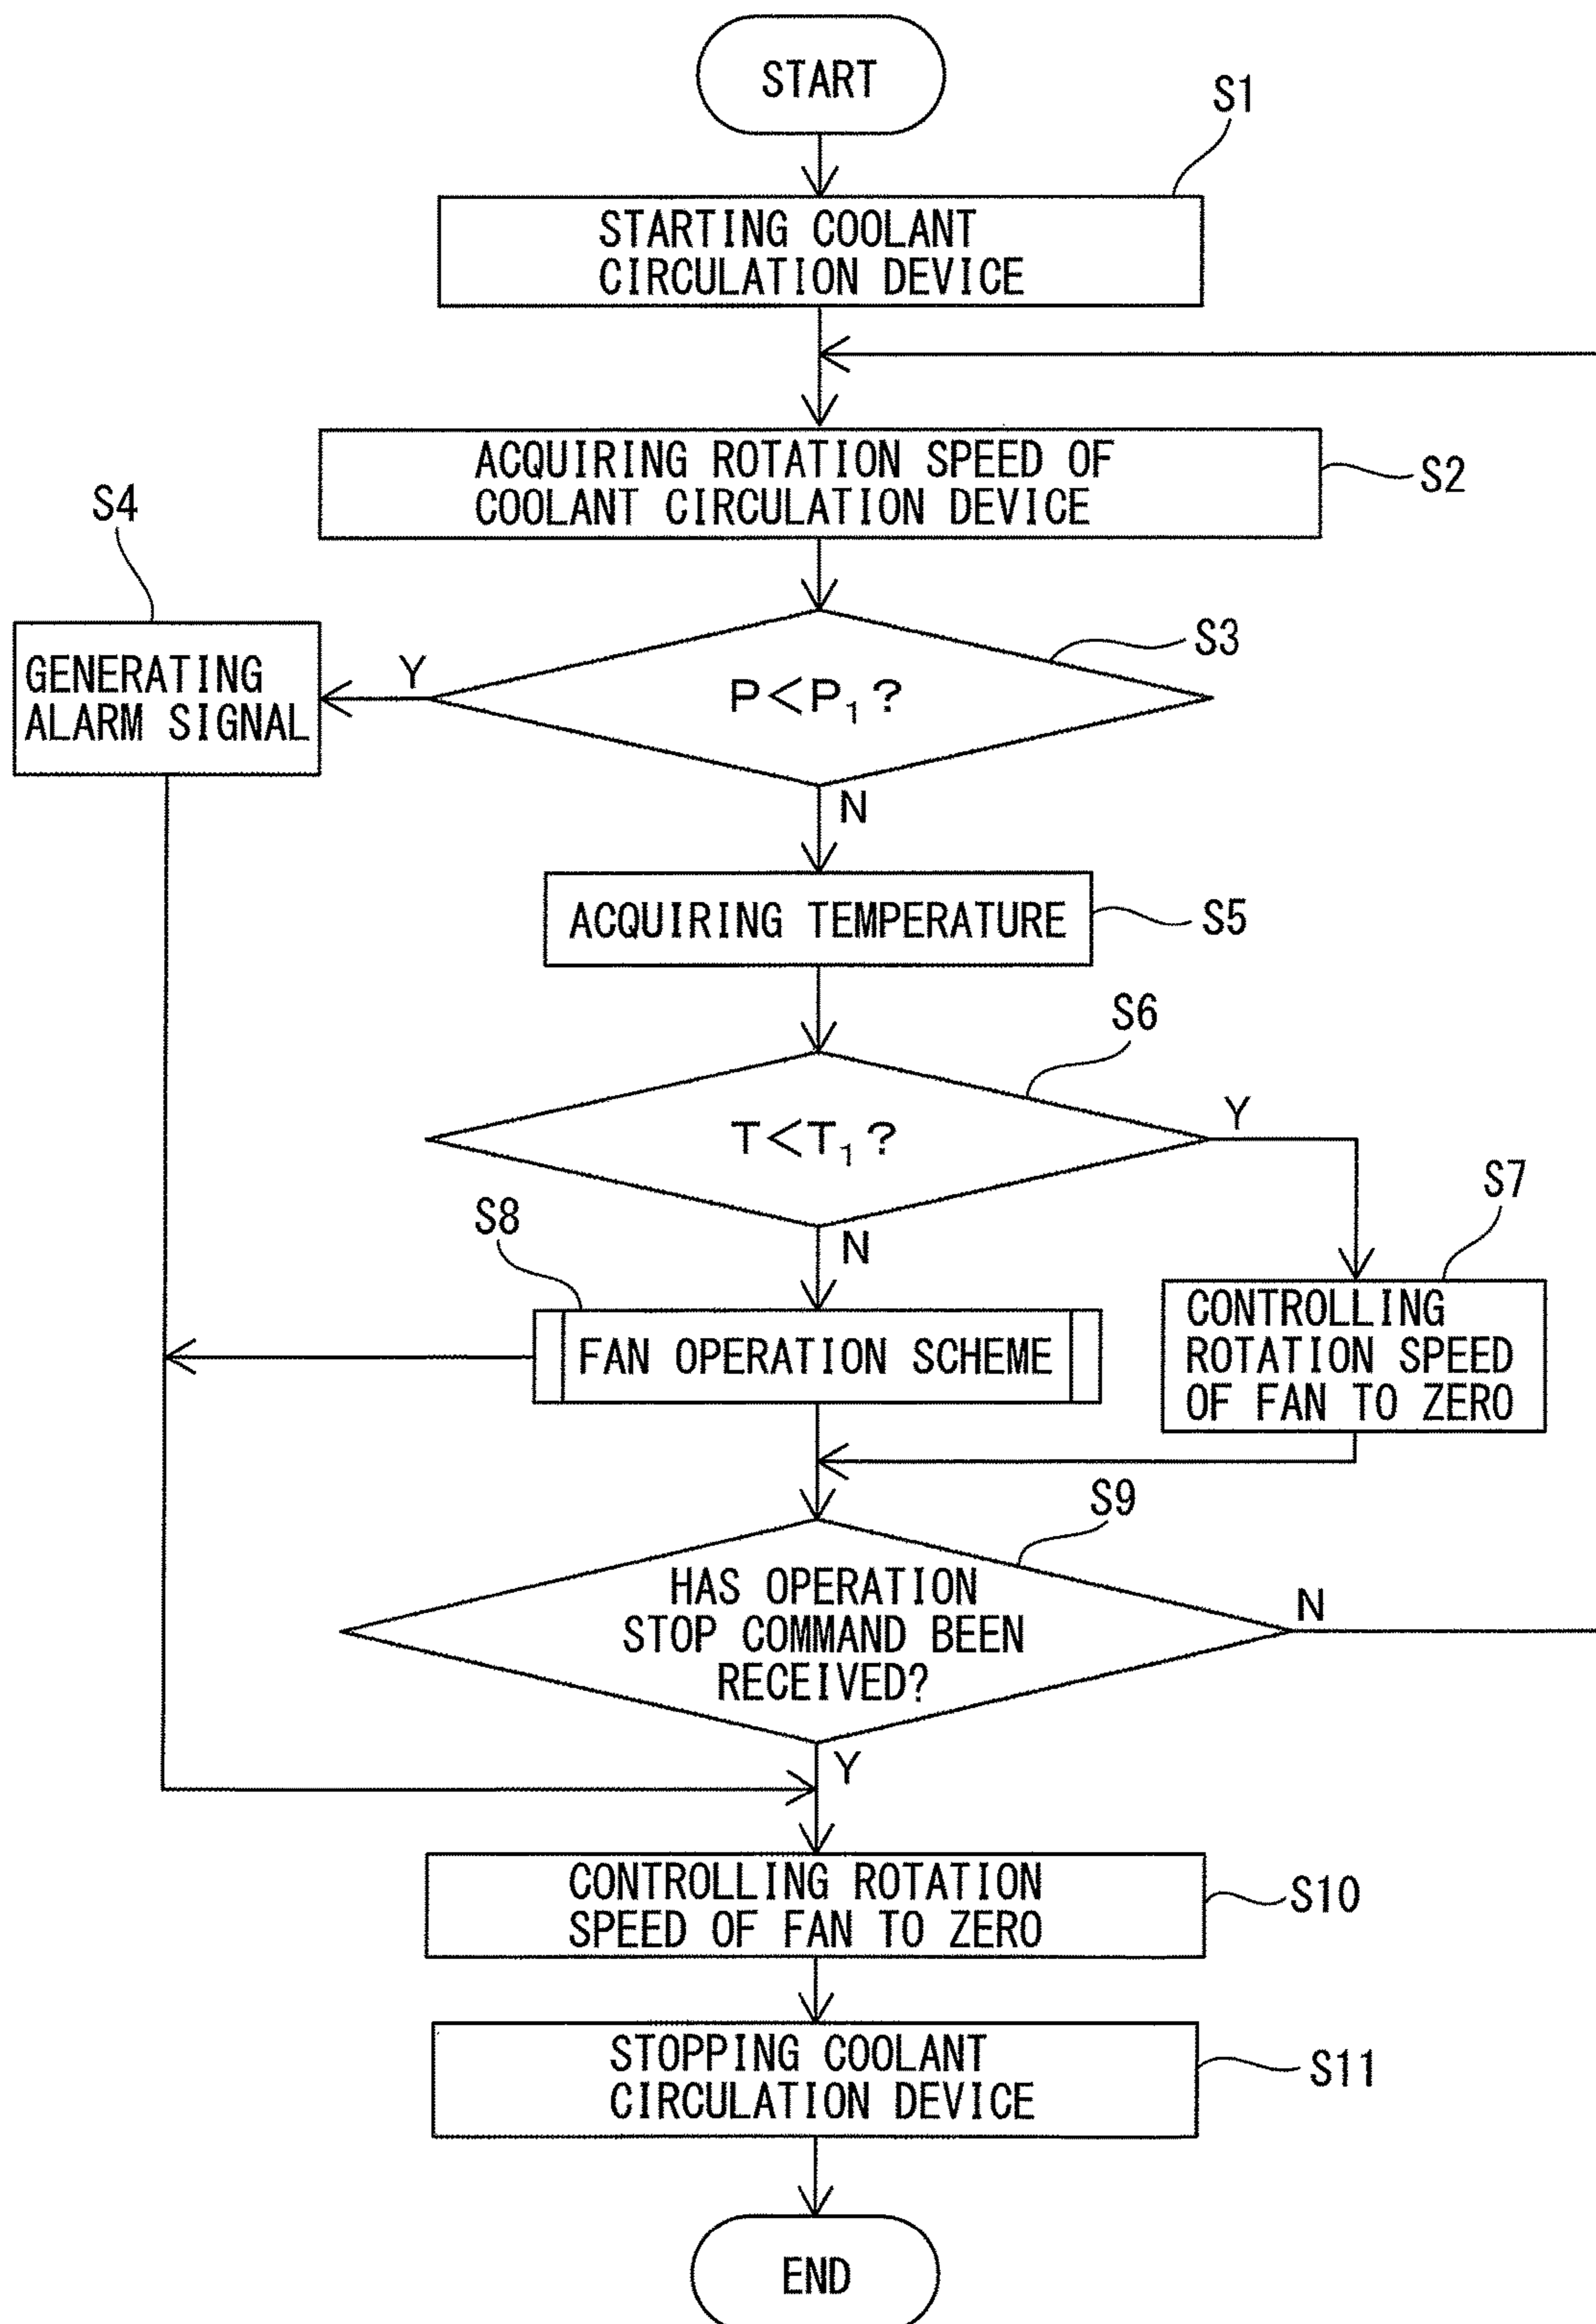 START
S1
STARTING COOLANT
CIRCULATION DEVICE
ACQUIRING ROTATION SPEED OF
COOLANT CIRCULATION DEVICE
S2
S4
GENERATING
ALARM SIGNAL
Y
P<P₁?
S3
N
ACQUIRING TEMPERATURE
S5
S6
T<T₁?
Y
N
S7
CONTROLLING
ROTATION SPEED
OF FAN TO ZERO
S8
FAN OPERATION SCHEME
S9
HAS OPERATION
STOP COMMAND BEEN
RECEIVED?
N
Y
CONTROLLING ROTATION
SPEED OF FAN TO ZERO
S10
STOPPING COOLANT
CIRCULATION DEVICE
S11
END